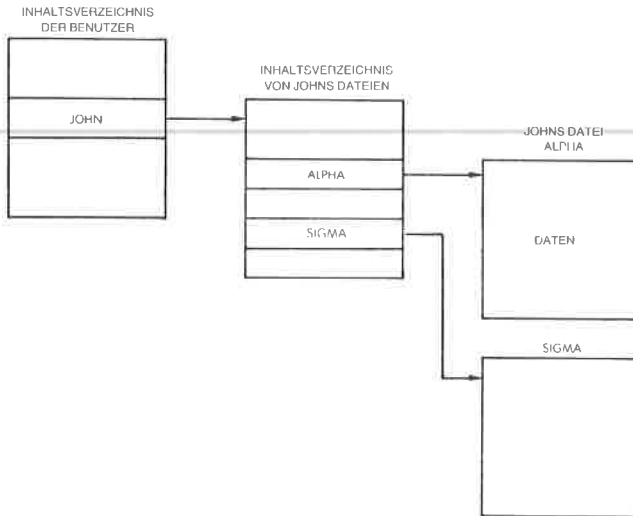 INHALTSVERZEICHNIS
DER BENUTZER
JOHN
INHALTSVERZEICHNIS
VON JOHNS DATEIEN
ALPHA
SIGMA
JOHNS DATEI
ALPHA
DATEN
SIGMA